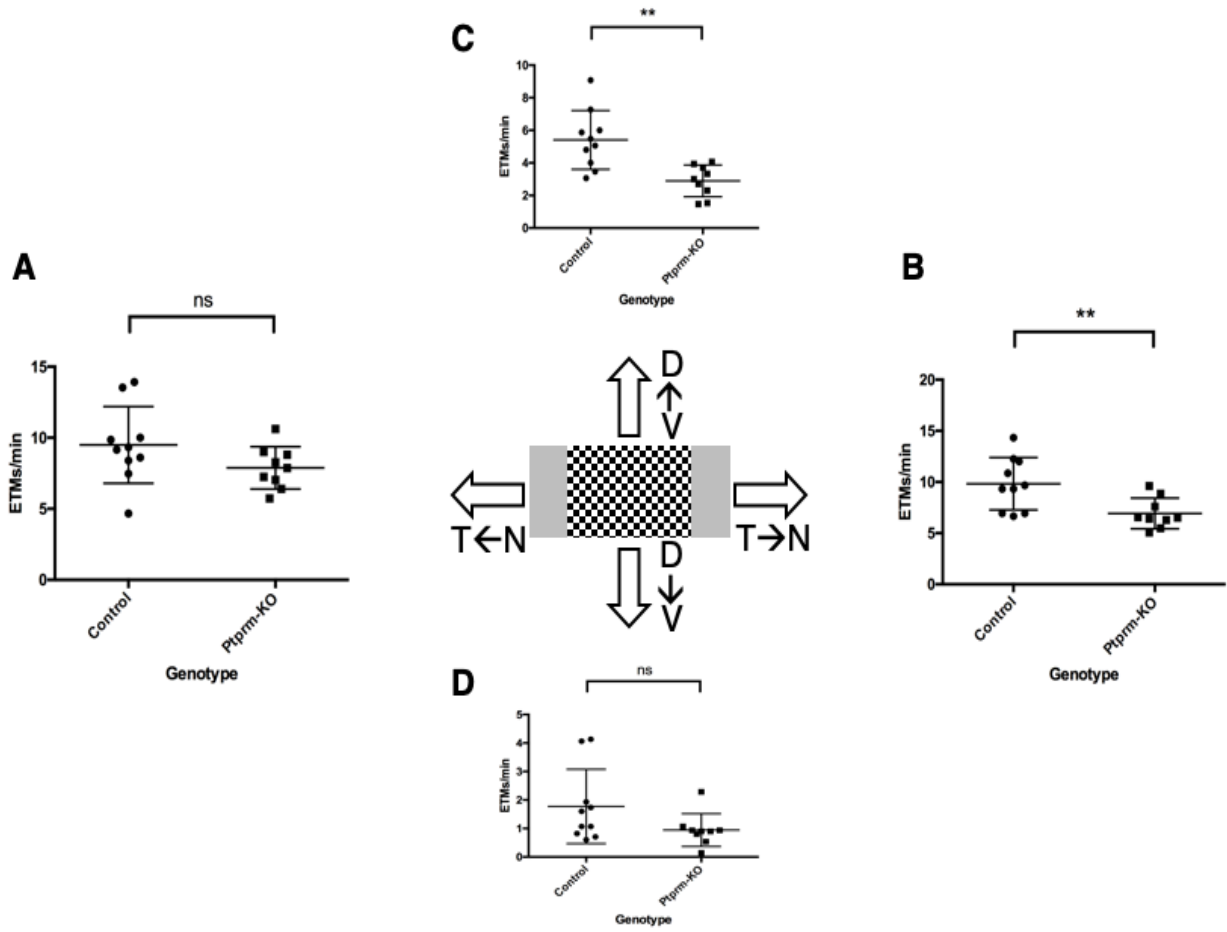 C
**
10
8
6
4
2
0
ETMs/min
Control
Ptprm-KO
Genotype
A
ns
15
10
5
0
ETMs/min
Control
Ptprm-KO
Genotype
D
↑
V
T←N
T→N
D
↓
V
B
**
20
15
10
5
0
ETMs/min
Control
Ptprm-KO
Genotype
D
ns
5
4
3
2
1
0
ETMs/min
Control
Ptprm-KO
Genotype